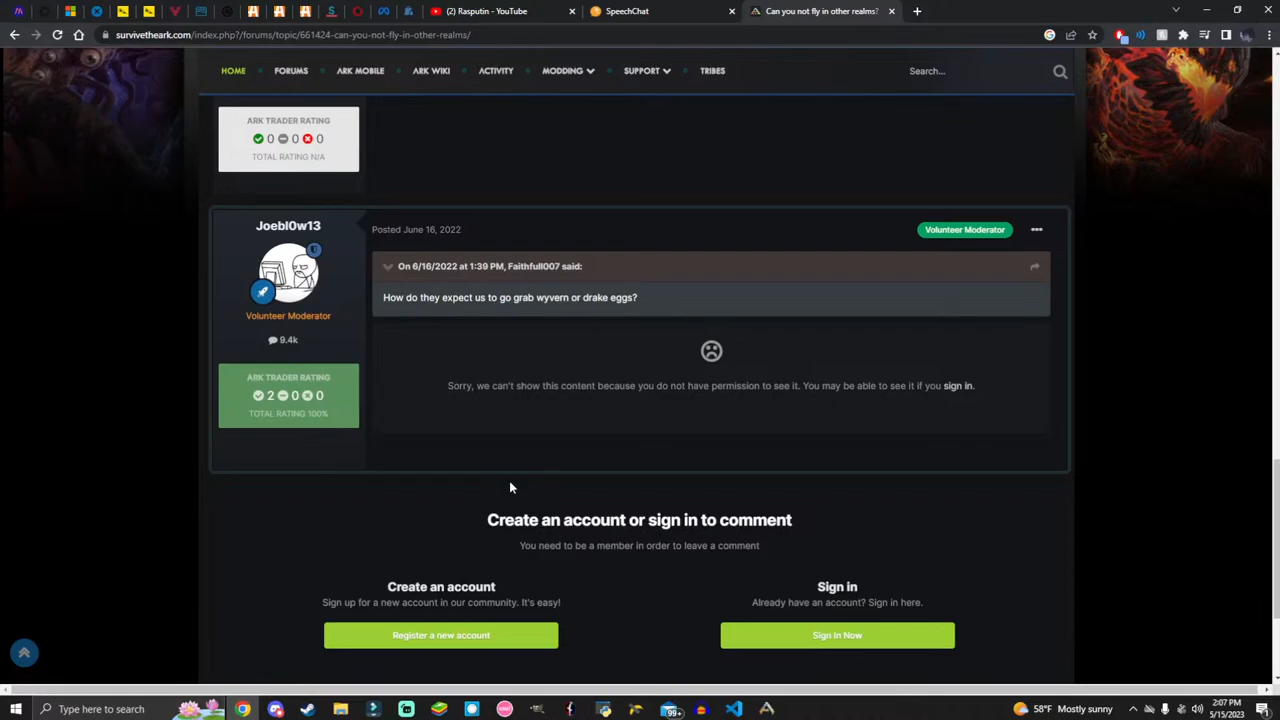 (2) Rasputin - YouTube
SpeechChat
Can you not fly in other realms?
survivetheark.com/index.php?/forums/topic/661424-can-you-not-fly-in-other-realms/
HOME FORUMS ARK MOBILE ARK WIKI ACTIVITY MODDING SUPPORT TRIBES Search...
ARK TRADER RATING
0 0 0
TOTAL RATING N/A
Joebl0w13
Posted June 16, 2022
Volunteer Moderator
On 6/16/2022 at 1:39 PM, Faithfull007 said:
How do they expect us to go grab wyvern or drake eggs?
Volunteer Moderator
9.4k
ARK TRADER RATING
2 0 0
TOTAL RATING 100%
Sorry, we can't show this content because you do not have permission to see it. You may be able to see it if you sign in.
Create an account or sign in to comment
You need to be a member in order to leave a comment
Create an account
Sign up for a new account in our community. It's easy!
Register a new account
Sign in
Already have an account? Sign in here.
Sign In Now
Type here to search
99+
58°F Mostly sunny
2:07 PM
5/15/2023